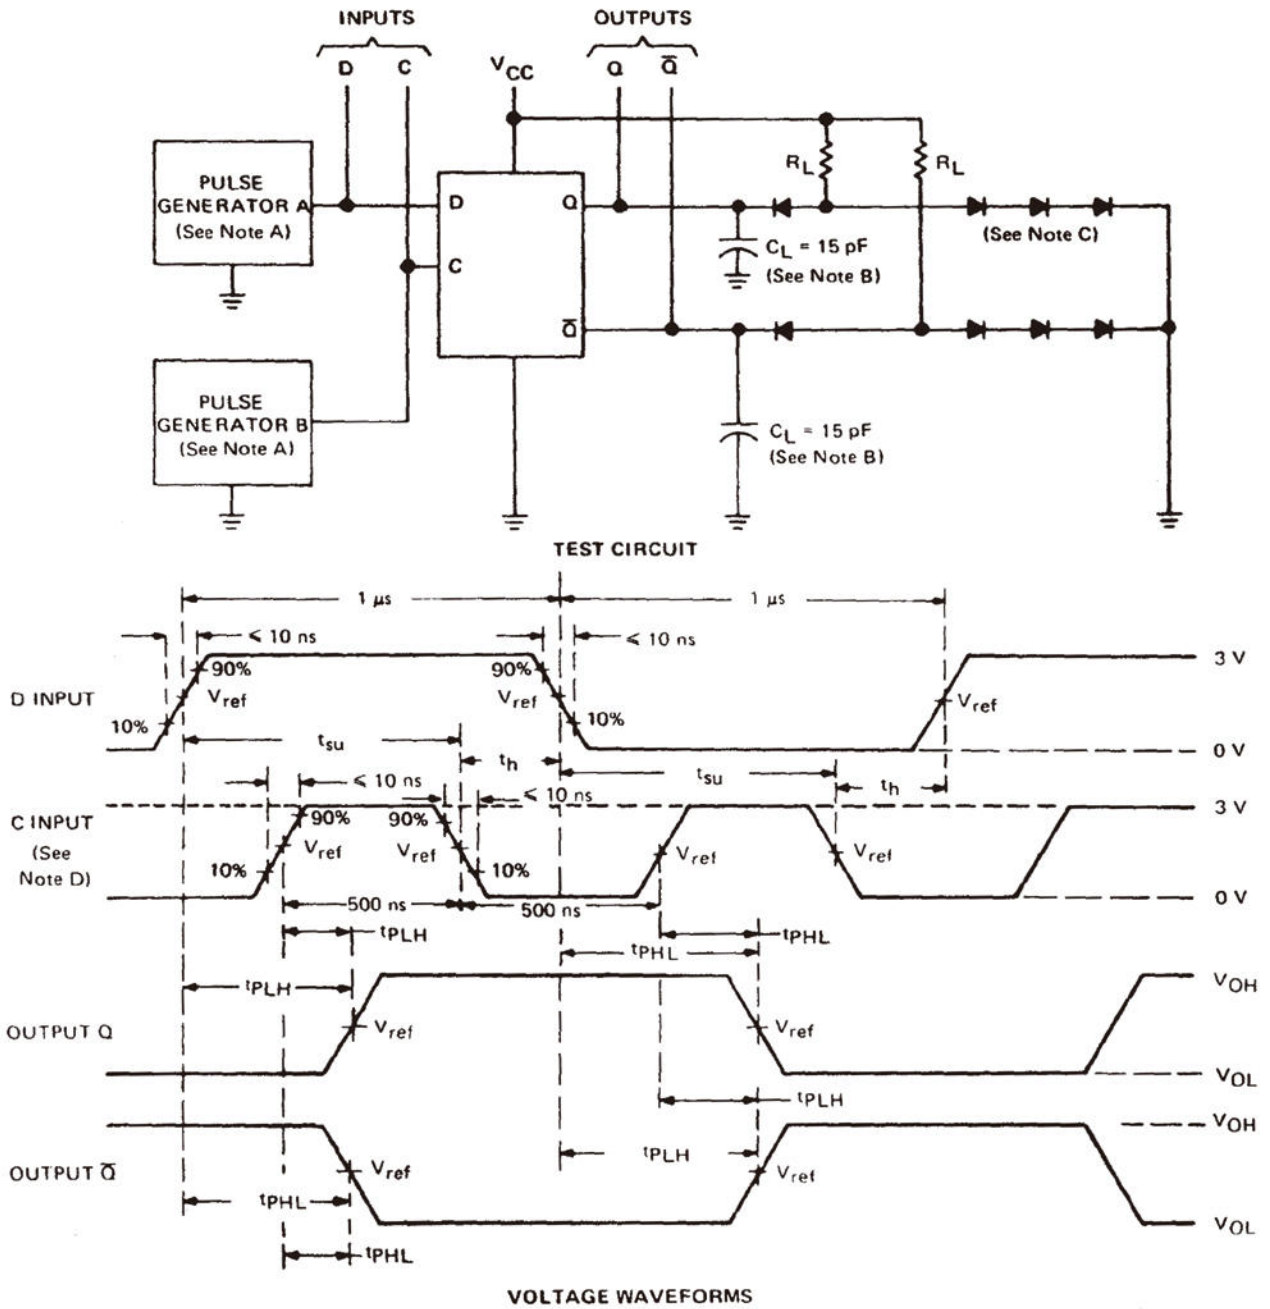 INPUTS
OUTPUTS
D C VCC Q Q̅
PULSE
GENERATOR A
(See Note A)
D Q
RL RL
(See Note C)
CL = 15 pF
(See Note B)
C
Q̅
PULSE
GENERATOR B
(See Note A)
CL = 15 pF
(See Note B)
TEST CIRCUIT
1 μs 1 μs
≤ 10 ns ≤ 10 ns
90% 90% 3 V
D INPUT Vref Vref Vref
10% 10%
tsu 0 V
th tsu
≤ 10 ns ≤ 10 ns th
C INPUT 90% 90% 3 V
(See Vref Vref Vref Vref
Note D) 10% 10%
0 V
500 ns 500 ns
tPLH tPHL
tPHL
tPLH VOH
OUTPUT Q Vref Vref
VOL
tPLH
VOH
tPLH
OUTPUT Q̅ Vref Vref
tPHL
VOL
tPHL
VOLTAGE WAVEFORMS